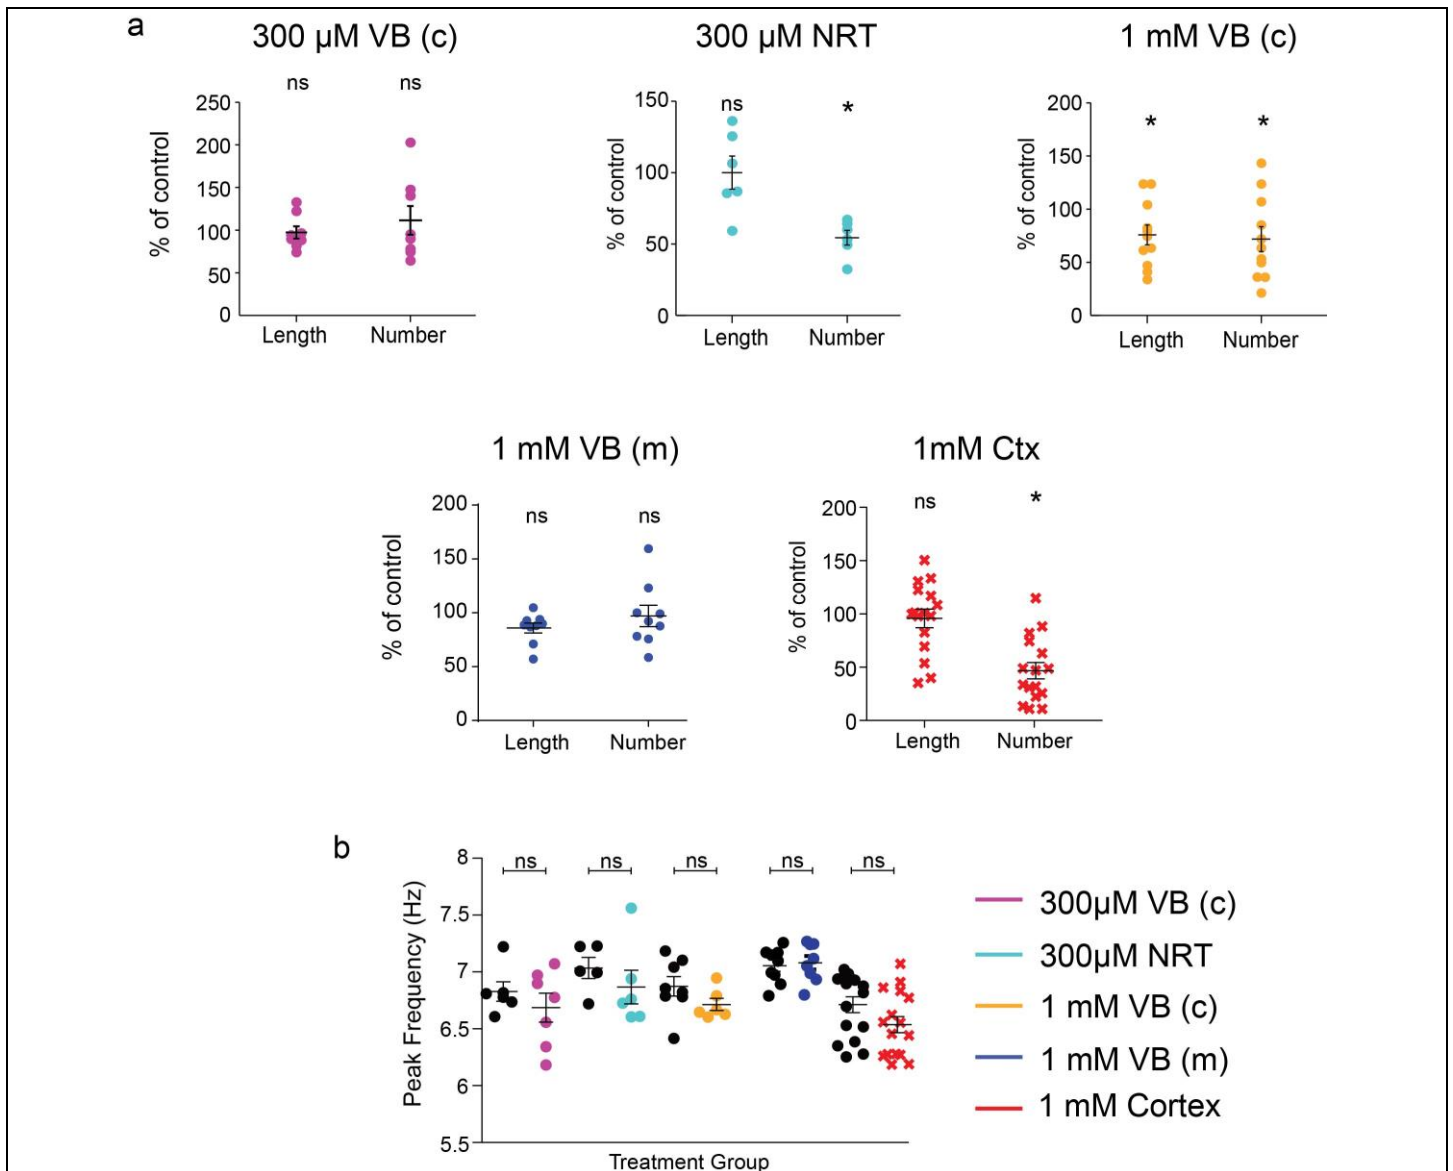 a
300 µM VB (c)
300 µM NRT
1 mM VB (c)
ns ns
ns *
* *
250
200
150
100
50
0
% of control
Length Number
150
100
50
0
% of control
Length Number
200
150
100
50
0
% of control
Length Number
1 mM VB (m)
1mM Ctx
ns ns
ns *
200
150
100
50
0
% of control
Length Number
200
150
100
50
0
% of control
Length Number
b
ns ns ns ns ns
8
7.5
7
6.5
6
5.5
Peak Frequency (Hz)
Treatment Group
300µM VB (c)
300µM NRT
1 mM VB (c)
1 mM VB (m)
1 mM Cortex